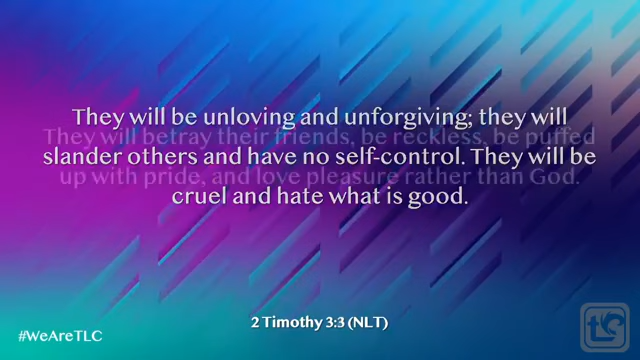 They will be unloving and unforgiving; they will
They will betray their friends, be reckless, be puffed
slander others and have no self-control. They will be
up with pride, and love pleasure rather than God.
cruel and hate what is good.
2 Timothy 3:3 (NLT)
#WeAreTLC